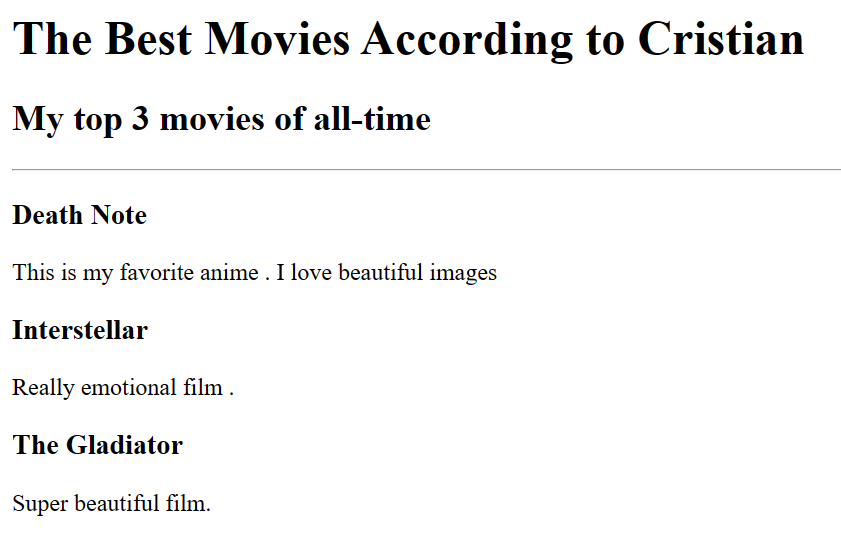 The Best Movies According to Cristian
My top 3 movies of all-time
Death Note
This is my favorite anime . I love beautiful images
Interstellar
Really emotional film .
The Gladiator
Super beautiful film.